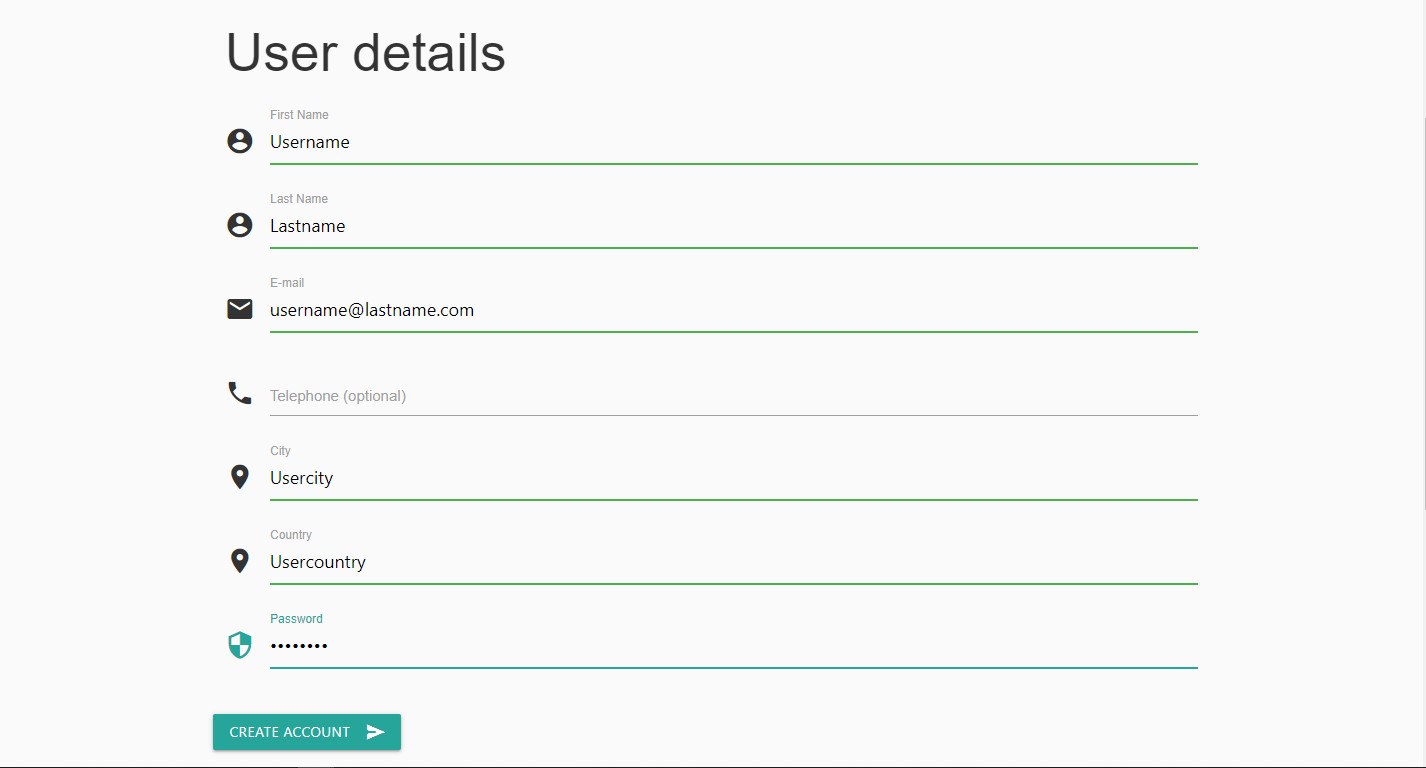 User details
First Name
Username
Last Name
Lastname
E-mail
username@lastname.com
Telephone (optional)
City
Usercity
Country
Usercountry
Password
••••••••
CREATE ACCOUNT